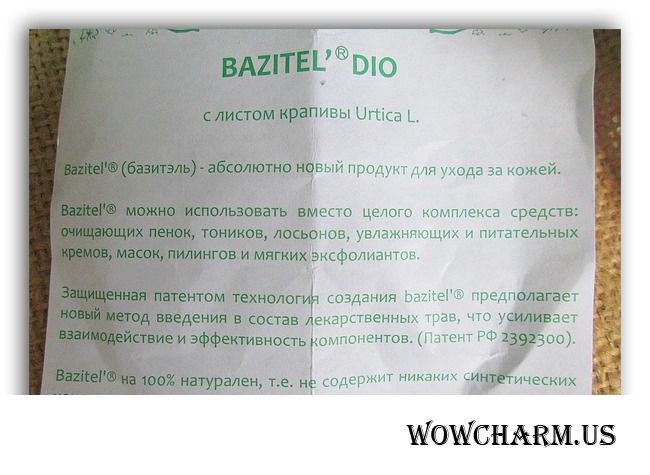 BAZITEL'® DIO
с листом крапивы Urtica L.
Bazitel'® (базитэль) - абсолютно новый продукт для ухода за кожей.
Bazitel'® можно использовать вместо целого комплекса средств:
очищающих пенок, тоников, лосьонов, увлажняющих и питательных
кремов, масок, пилингов и мягких эксфолиантов.
Защищенная патентом технология создания bazitel'® предполагает
новый метод введения в состав лекарственных трав, что усиливает
взаимодействие и эффективность компонентов. (Патент РФ 2392300).
Bazitel'® на 100% натурален, т.е. не содержит никаких синтетических
WOWCHARM.US